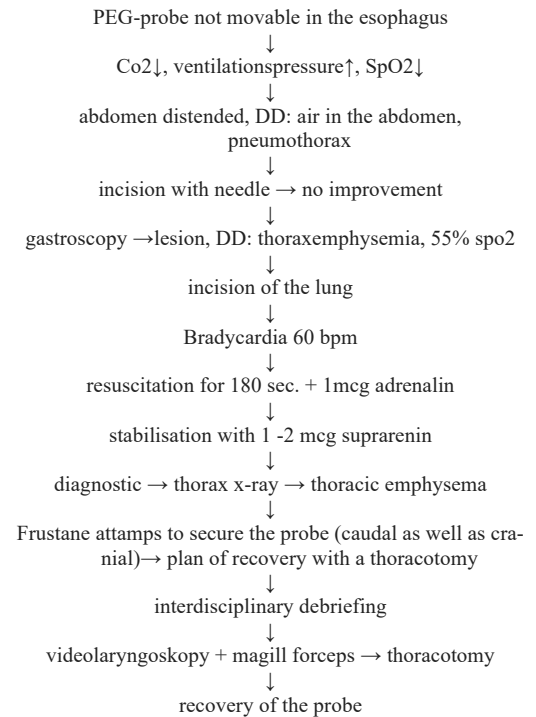 PEG-probe not movable in the esophagus
↓
Co2↓, ventilationspressure↑, SpO2↓
↓
abdomen distended, DD: air in the abdomen,
pneumothorax
↓
incision with needle → no improvement
↓
gastroscopy →lesion, DD: thoraxemphysemia, 55% spo2
↓
incision of the lung
↓
Bradycardia 60 bpm
↓
resuscitation for 180 sec. + 1mcg adrenalin
↓
stabilisation with 1 -2 mcg suprarenin
↓
diagnostic → thorax x-ray → thoracic emphysema
↓
Frustane attamps to secure the probe (caudal as well as cra-
nial)→ plan of recovery with a thoracotomy
↓
interdisciplinary debriefing
↓
videolaryngoskopy + magill forceps → thoracotomy
↓
recovery of the probe